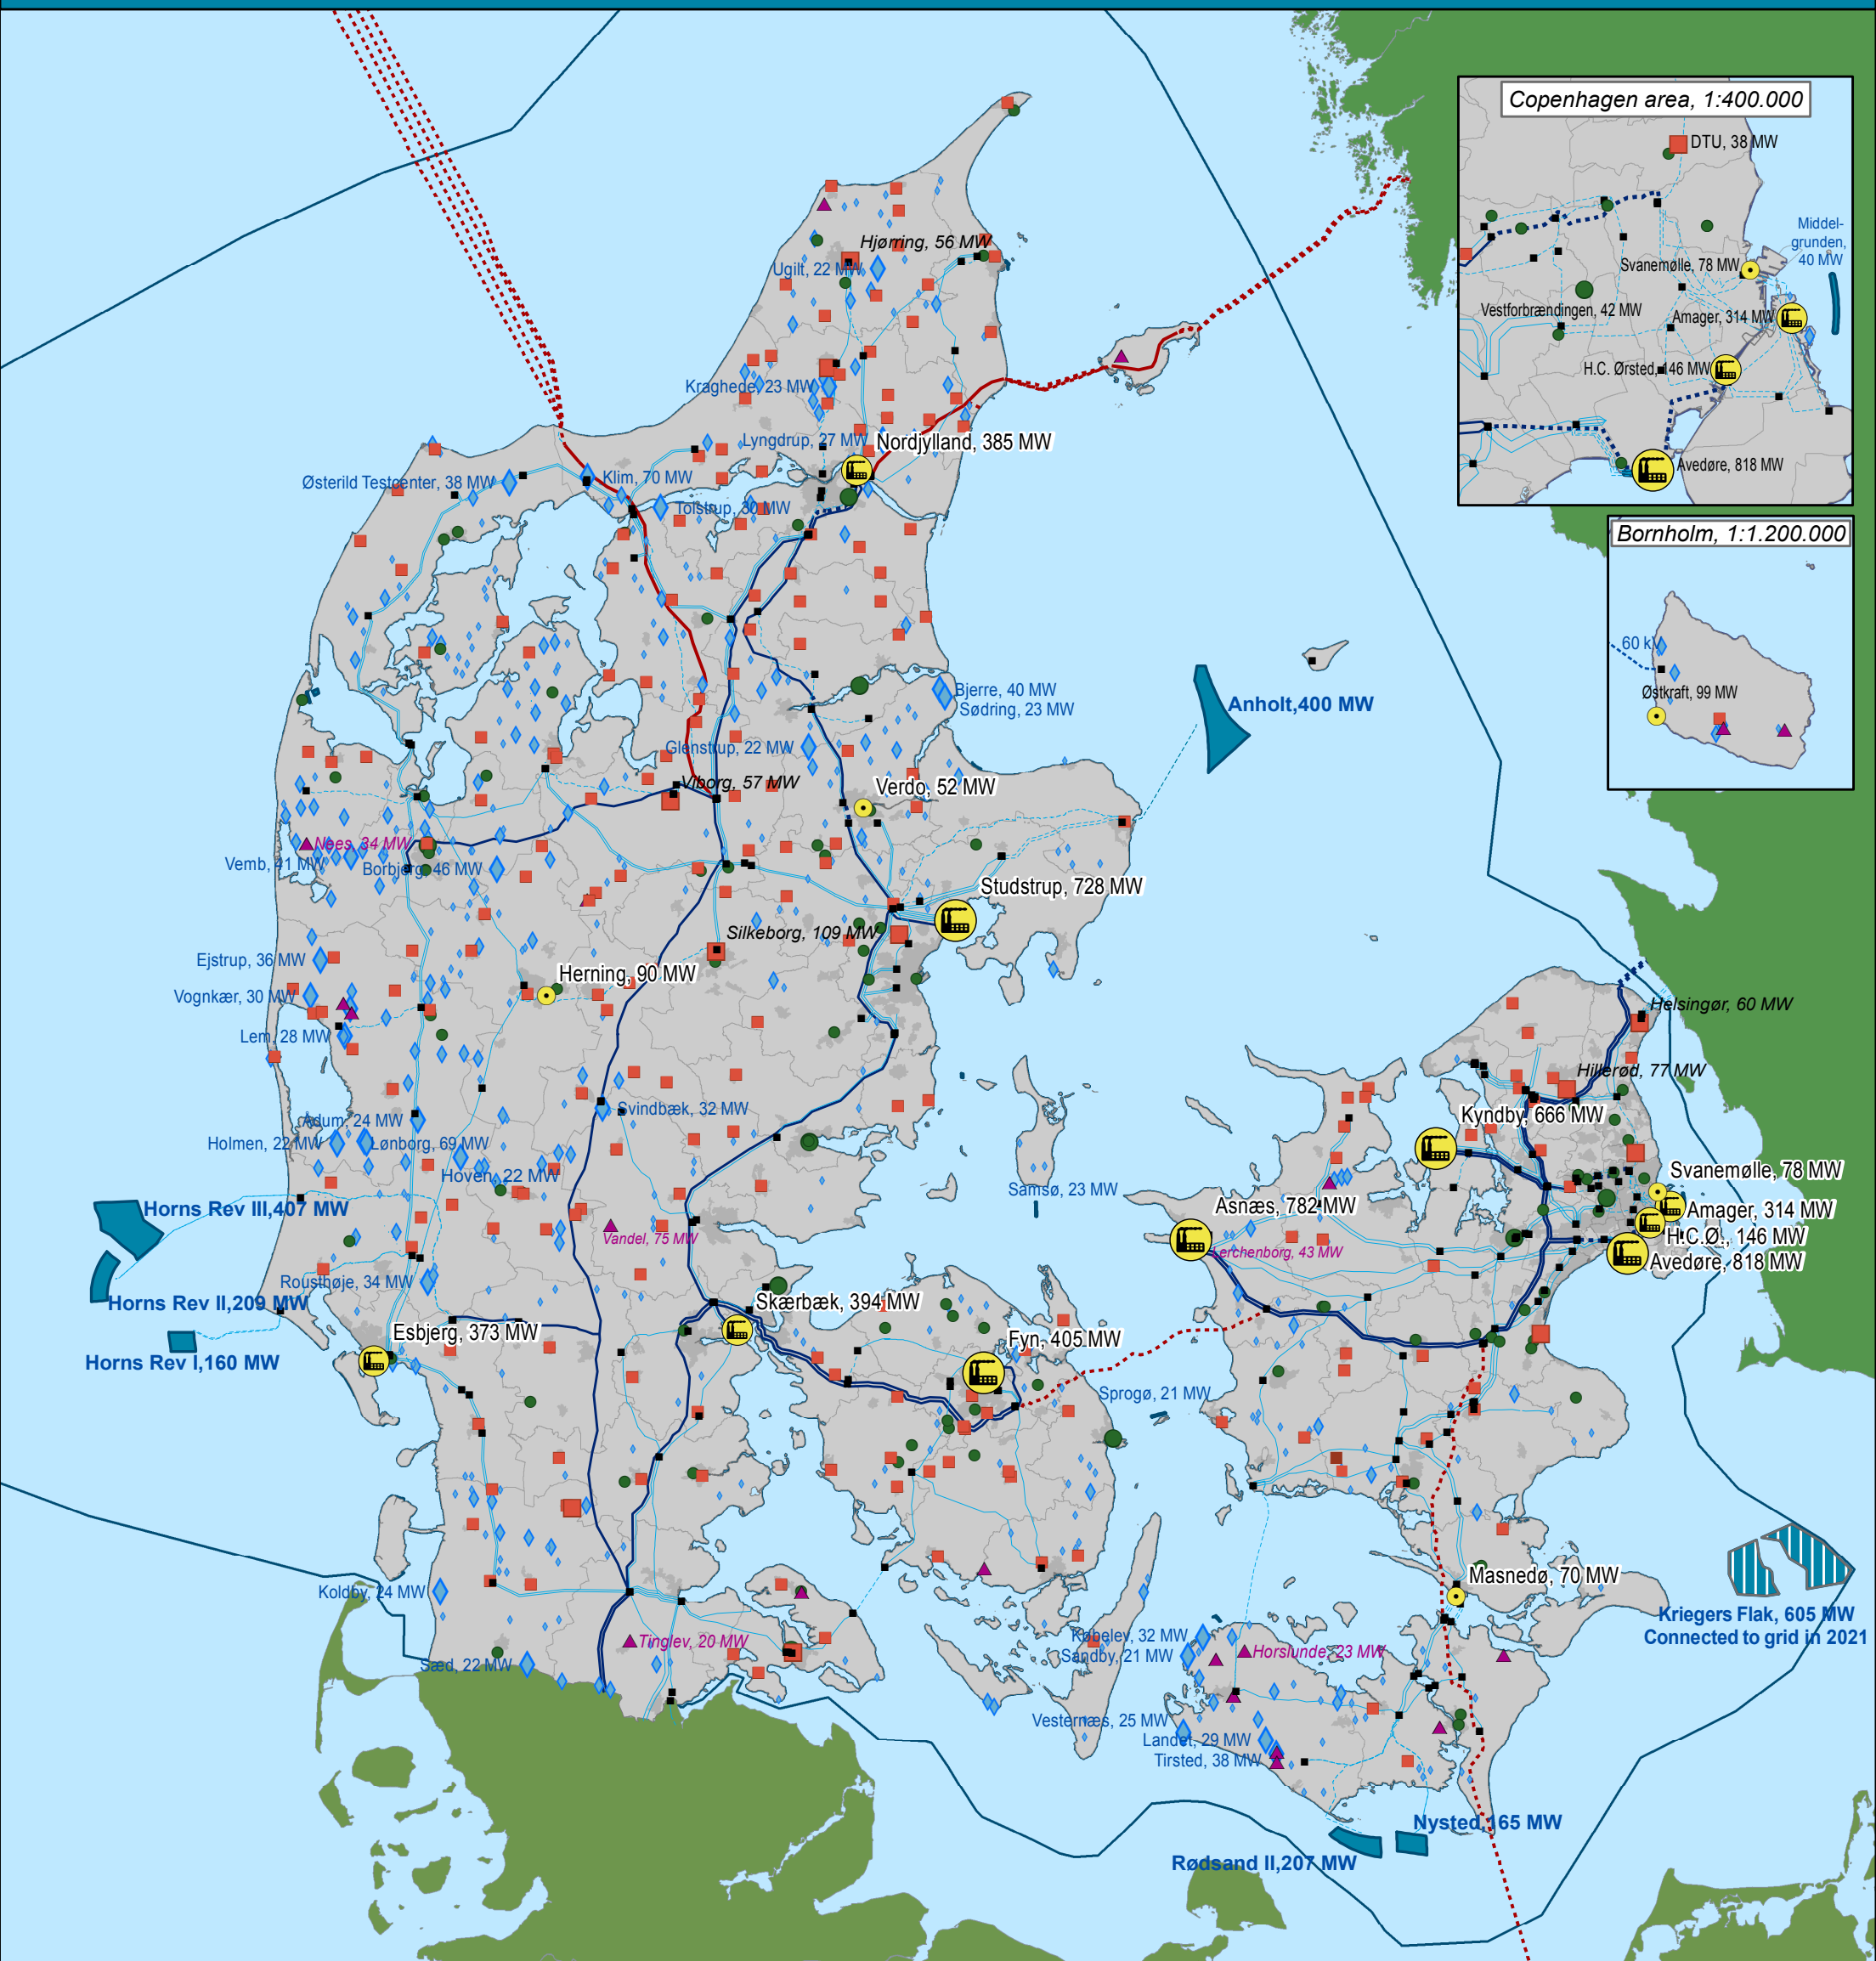 Copenhagen area, 1:400.000
DTU, 38 MW
Middel-
grunden,
40 MW
Svanemølle, 78 MW
Vestforbrændingen, 42 MW
Amager, 314 MW
H.C. Ørsted, 146 MW
Avedøre, 818 MW
Bornholm, 1:1.200.000
60 kV
Østkraft, 99 MW
Hjørring, 56 MW
Ugilt, 22 MW
Kraghede, 23 MW
Lyngdrup, 27 MW
Nordjylland, 385 MW
Østerild Testcenter, 38 MW
Klim, 70 MW
Tolstrup, 30 MW
Bjerre, 40 MW
Sødring, 23 MW
Anholt,400 MW
Glenstrup, 22 MW
Viborg, 57 MW
Verdo, 52 MW
Nees, 34 MW
Vemb, 41 MW
Borbjerg, 46 MW
Studstrup, 728 MW
Silkeborg, 109 MW
Ejstrup, 36 MW
Herning, 90 MW
Vognkær, 30 MW
Lem, 28 MW
Helsingør, 60 MW
Hillerød, 77 MW
Svindbæk, 32 MW
Kyndby, 666 MW
Ådum, 24 MW
Holmen, 22 MW
Lønborg, 69 MW
Hoven, 22 MW
Svanemølle, 78 MW
Samsø, 23 MW
Horns Rev III,407 MW
Asnæs, 782 MW
Amager, 314 MW
Vandel, 75 MW
H.C.Ø., 146 MW
Lerchenborg, 43 MW
Avedøre, 818 MW
Rousthøje, 34 MW
Horns Rev II,209 MW
Skærbæk, 394 MW
Esbjerg, 373 MW
Fyn, 405 MW
Horns Rev I,160 MW
Sprogø, 21 MW
Masnedø, 70 MW
Koldby, 24 MW
Kriegers Flak, 605 MW
Connected to grid in 2021
Købelev, 32 MW
Tinglev, 20 MW
Sandby, 21 MW
Horslunde, 23 MW
Sæd, 22 MW
Vesternæs, 25 MW
Landet, 29 MW
Tirsted, 38 MW
Nysted,165 MW
Rødsand II,207 MW